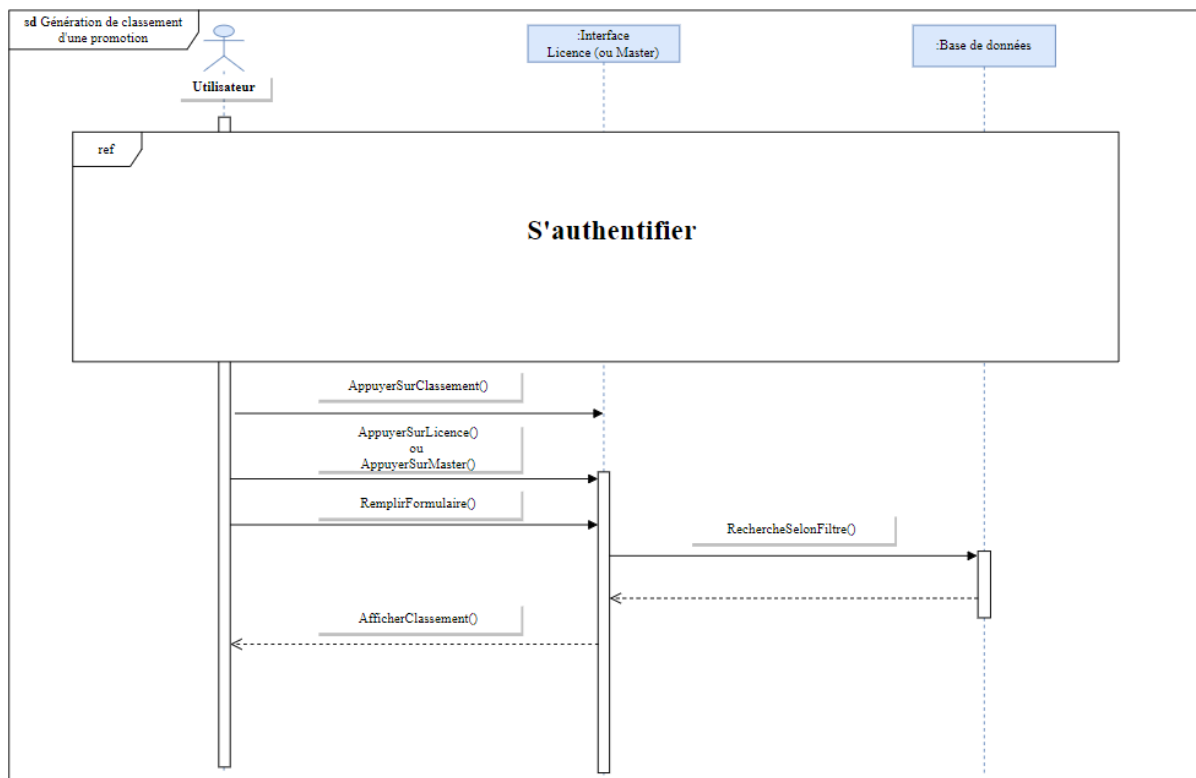 sd Génération de classement
d'une promotion
:Interface
Licence (ou Master)
:Base de données
Utilisateur
ref
S'authentifier
AppuyerSurClassement()
AppuyerSurLicence()
ou
AppuyerSurMaster()
RemplirFormulaire()
RechercheSelonFiltre()
AfficherClassement()